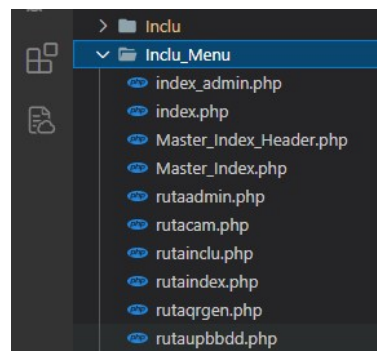 Inclu
Inclu_Menu
index_admin.php
index.php
Master_Index_Header.php
Master_Index.php
rutaadmin.php
rutacam.php
rutainclu.php
rutaindex.php
rutaqrgen.php
rutaupbbdd.php